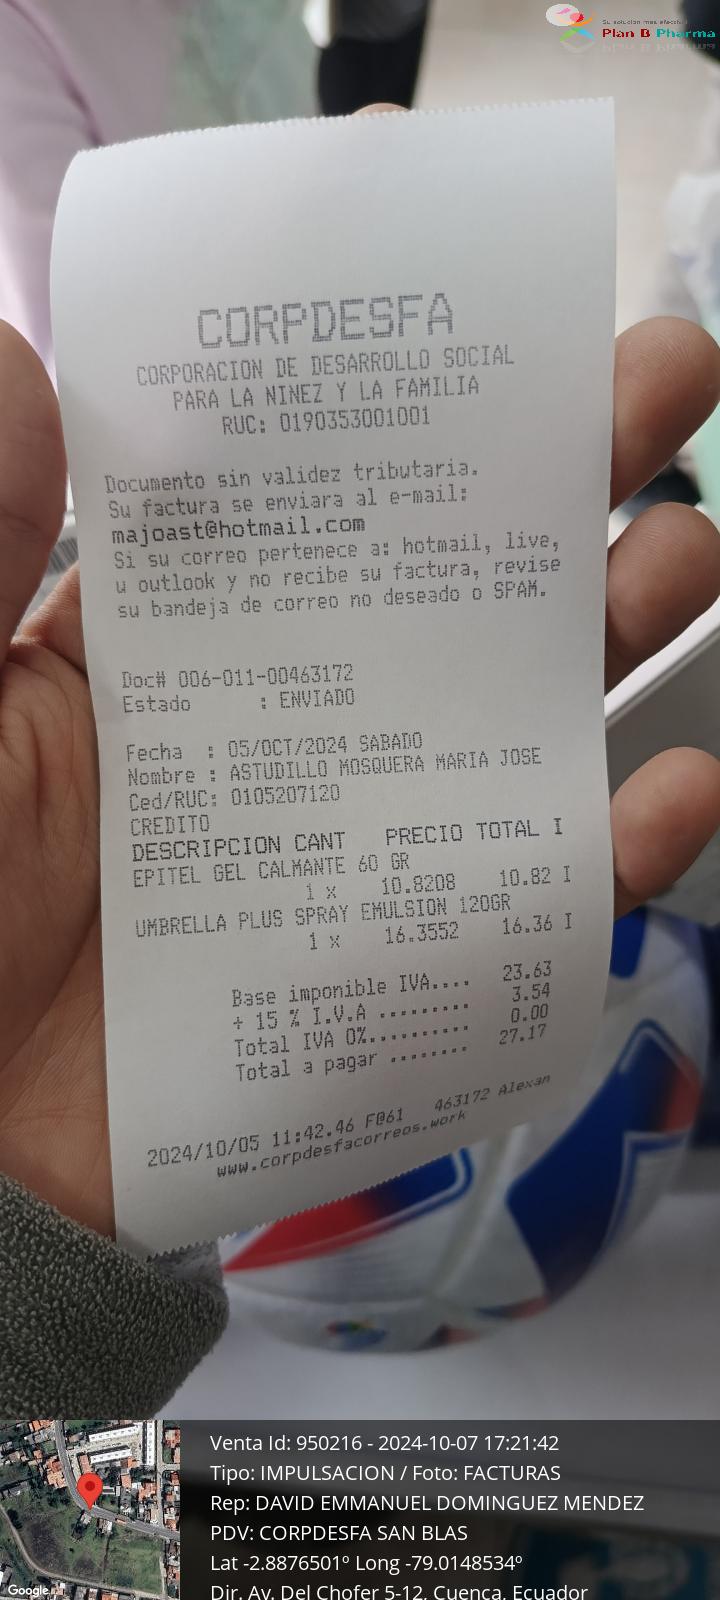 Su solucion mas efectiva
Plan B Pharma
CORPDESFA
CORPORACION DE DESARROLLO SOCIAL
PARA LA NINEZ Y LA FAMILIA
RUC: 0190353001001
Documento sin validez tributaria.
Su factura se enviara al e-mail:
majoast@hotmail.com
Si su correo pertenece a: hotmail, live,
u outlook y no recibe su factura, revise
su bandeja de correo no deseado o SPAM.
Doc# 006-011-00463172
Estado : ENVIADO
Fecha : 05/OCT/2024 SABADO
Nombre : ASTUDILLO MOSQUERA MARIA JOSE
Ced/RUC: 0105207120
CREDITO
DESCRIPCION CANT PRECIO TOTAL I
EPITEL GEL CALMANTE 60 GR
1 x 10.8208 10.82 I
UMBRELLA PLUS SPRAY EMULSION 120GR
1 x 16.3552 16.36 I
Base imponible IVA.... 23.63
+ 15 % I.V.A ......... 3.54
Total IVA 0%.......... 0.00
Total a pagar ........ 27.17
2024/10/05 11:42.46 F@61 463172 Alexan
www.corpdesfacorreos.work
Venta Id: 950216 - 2024-10-07 17:21:42
Tipo: IMPULSACION / Foto: FACTURAS
Rep: DAVID EMMANUEL DOMINGUEZ MENDEZ
PDV: CORPDESFA SAN BLAS
Lat -2.8876501º Long -79.0148534º
Dir. Av. Del Chofer 5-12, Cuenca, Ecuador
Google